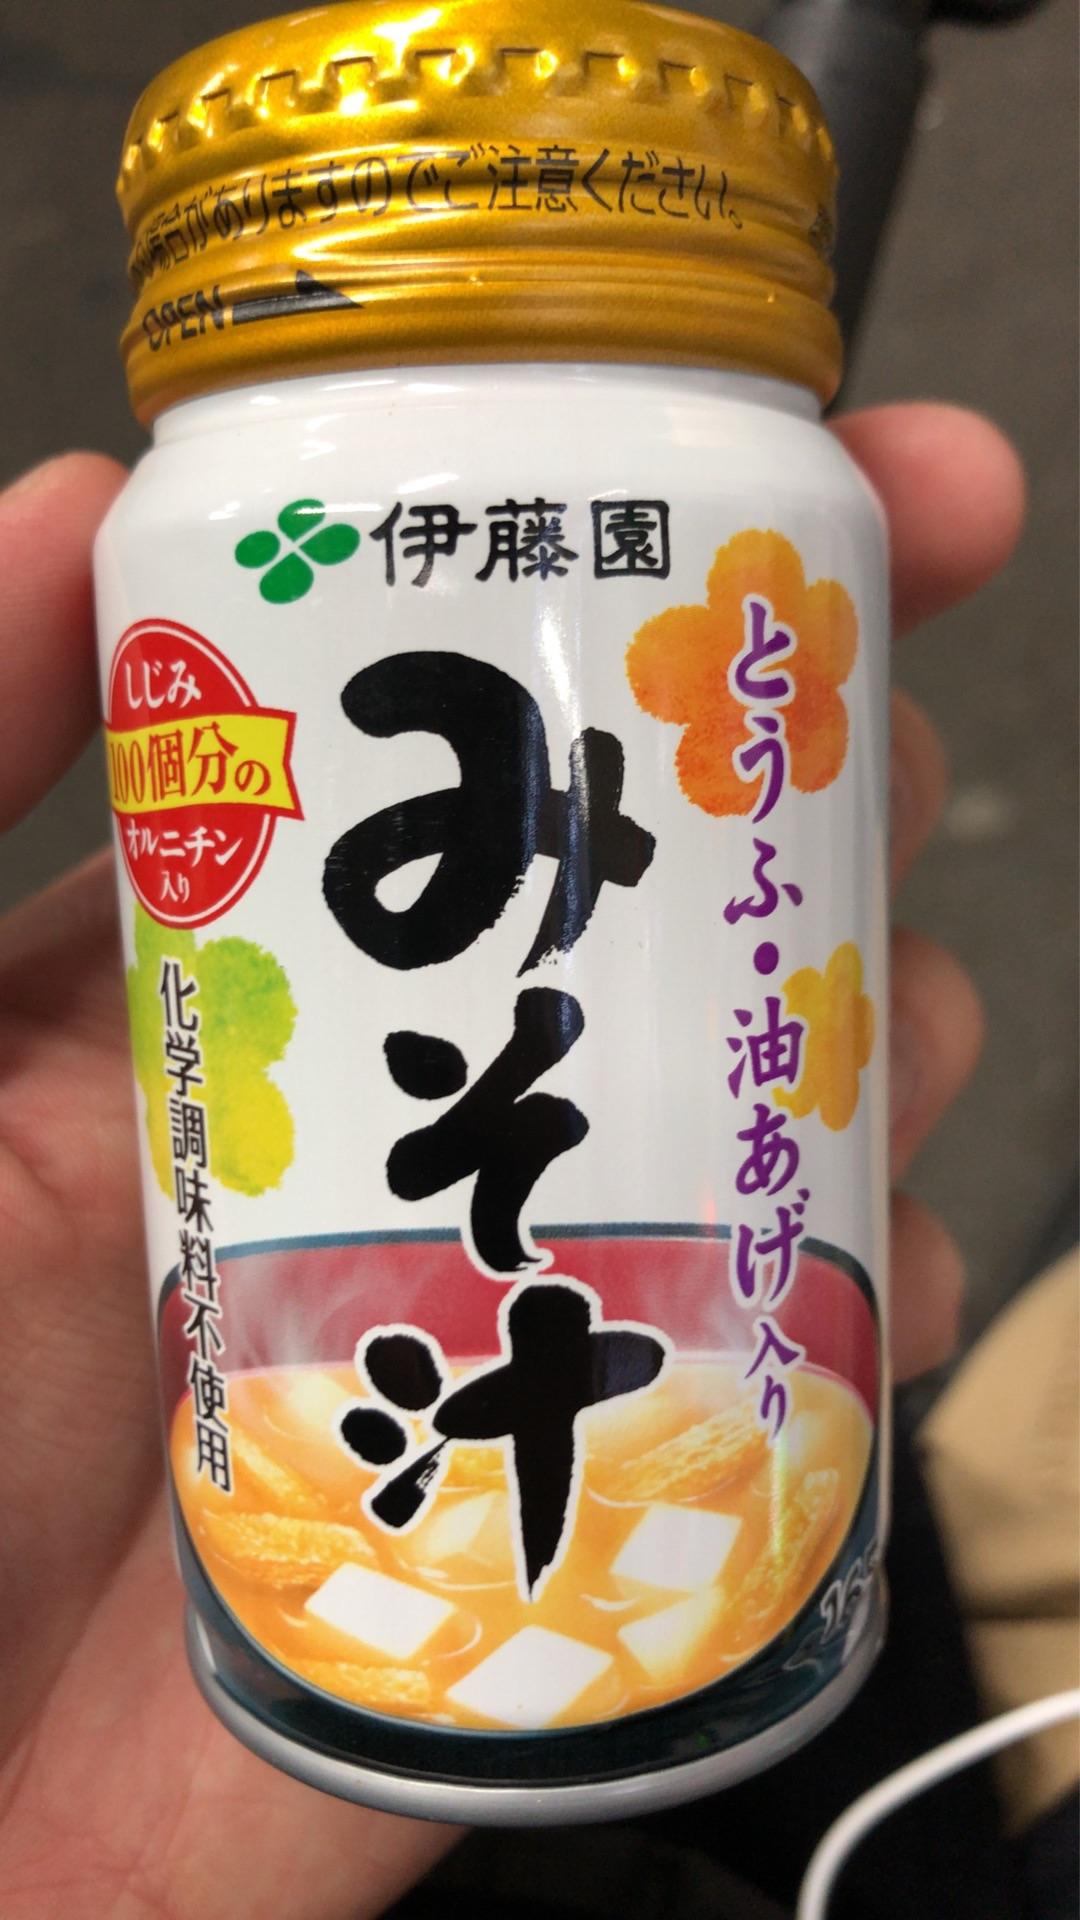 場合がありますのでご注意ください。
OPEN
伊藤園
とうふ・油あげ入り
みそ汁
しじみ
100個分の
オルニチン
入り
化学調味料不使用